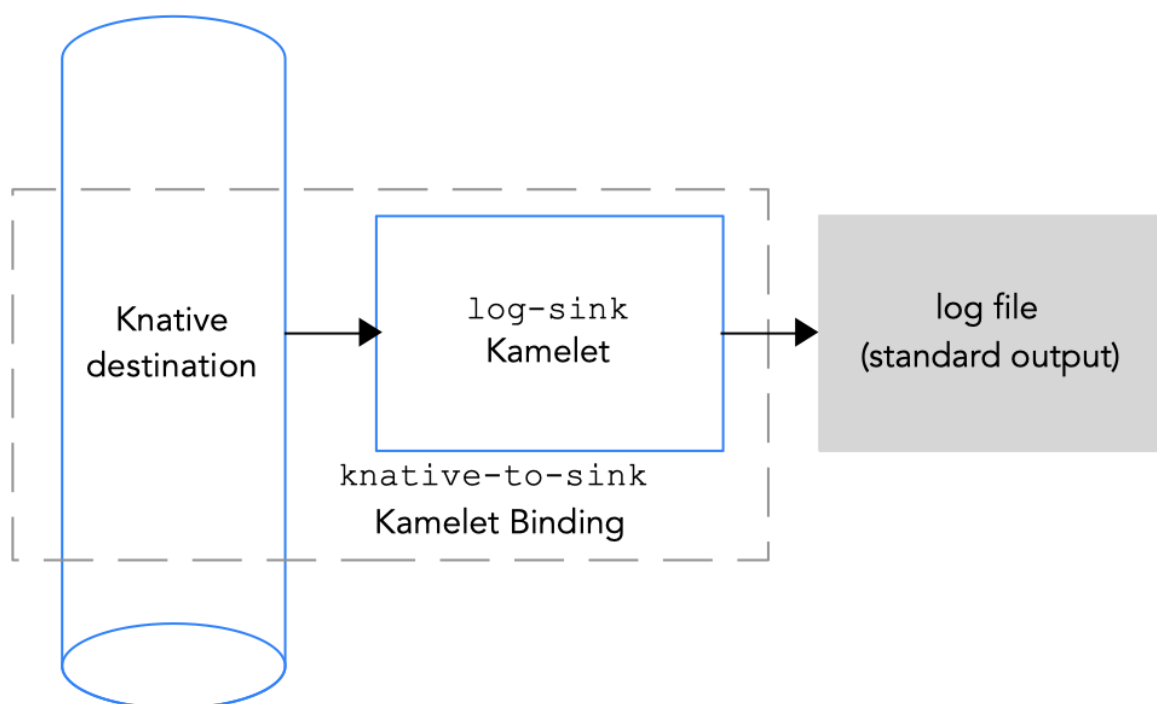 Knative
destination
log-sink
Kamelet
knative-to-sink
Kamelet Binding
log file
(standard output)